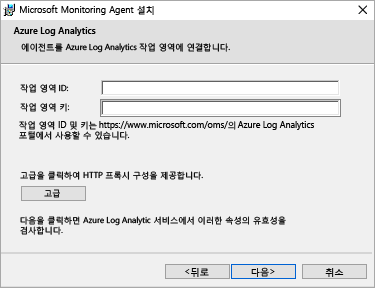 Microsoft Monitoring Agent 설치
Azure Log Analytics
에이전트를 Azure Log Analytics 작업 영역에 연결합니다.
작업 영역 ID:
작업 영역 키:
작업 영역 ID 및 키는 https://www.microsoft.com/oms/의 Azure Log Analytics
포털에서 사용할 수 있습니다.
고급을 클릭하여 HTTP 프록시 구성을 제공합니다.
고급
다음을 클릭하면 Azure Log Analytic 서비스에서 이러한 속성의 유효성을
검사합니다.
<뒤로
다음>
취소